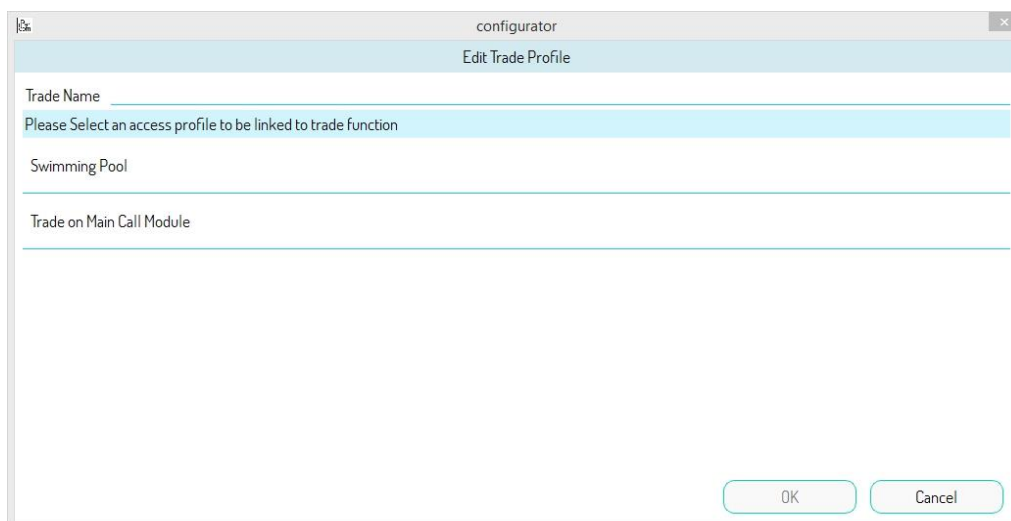 configurator
Edit Trade Profile
Trade Name
Please Select an access profile to be linked to trade function
Swimming Pool
Trade on Main Call Module
OK
Cancel